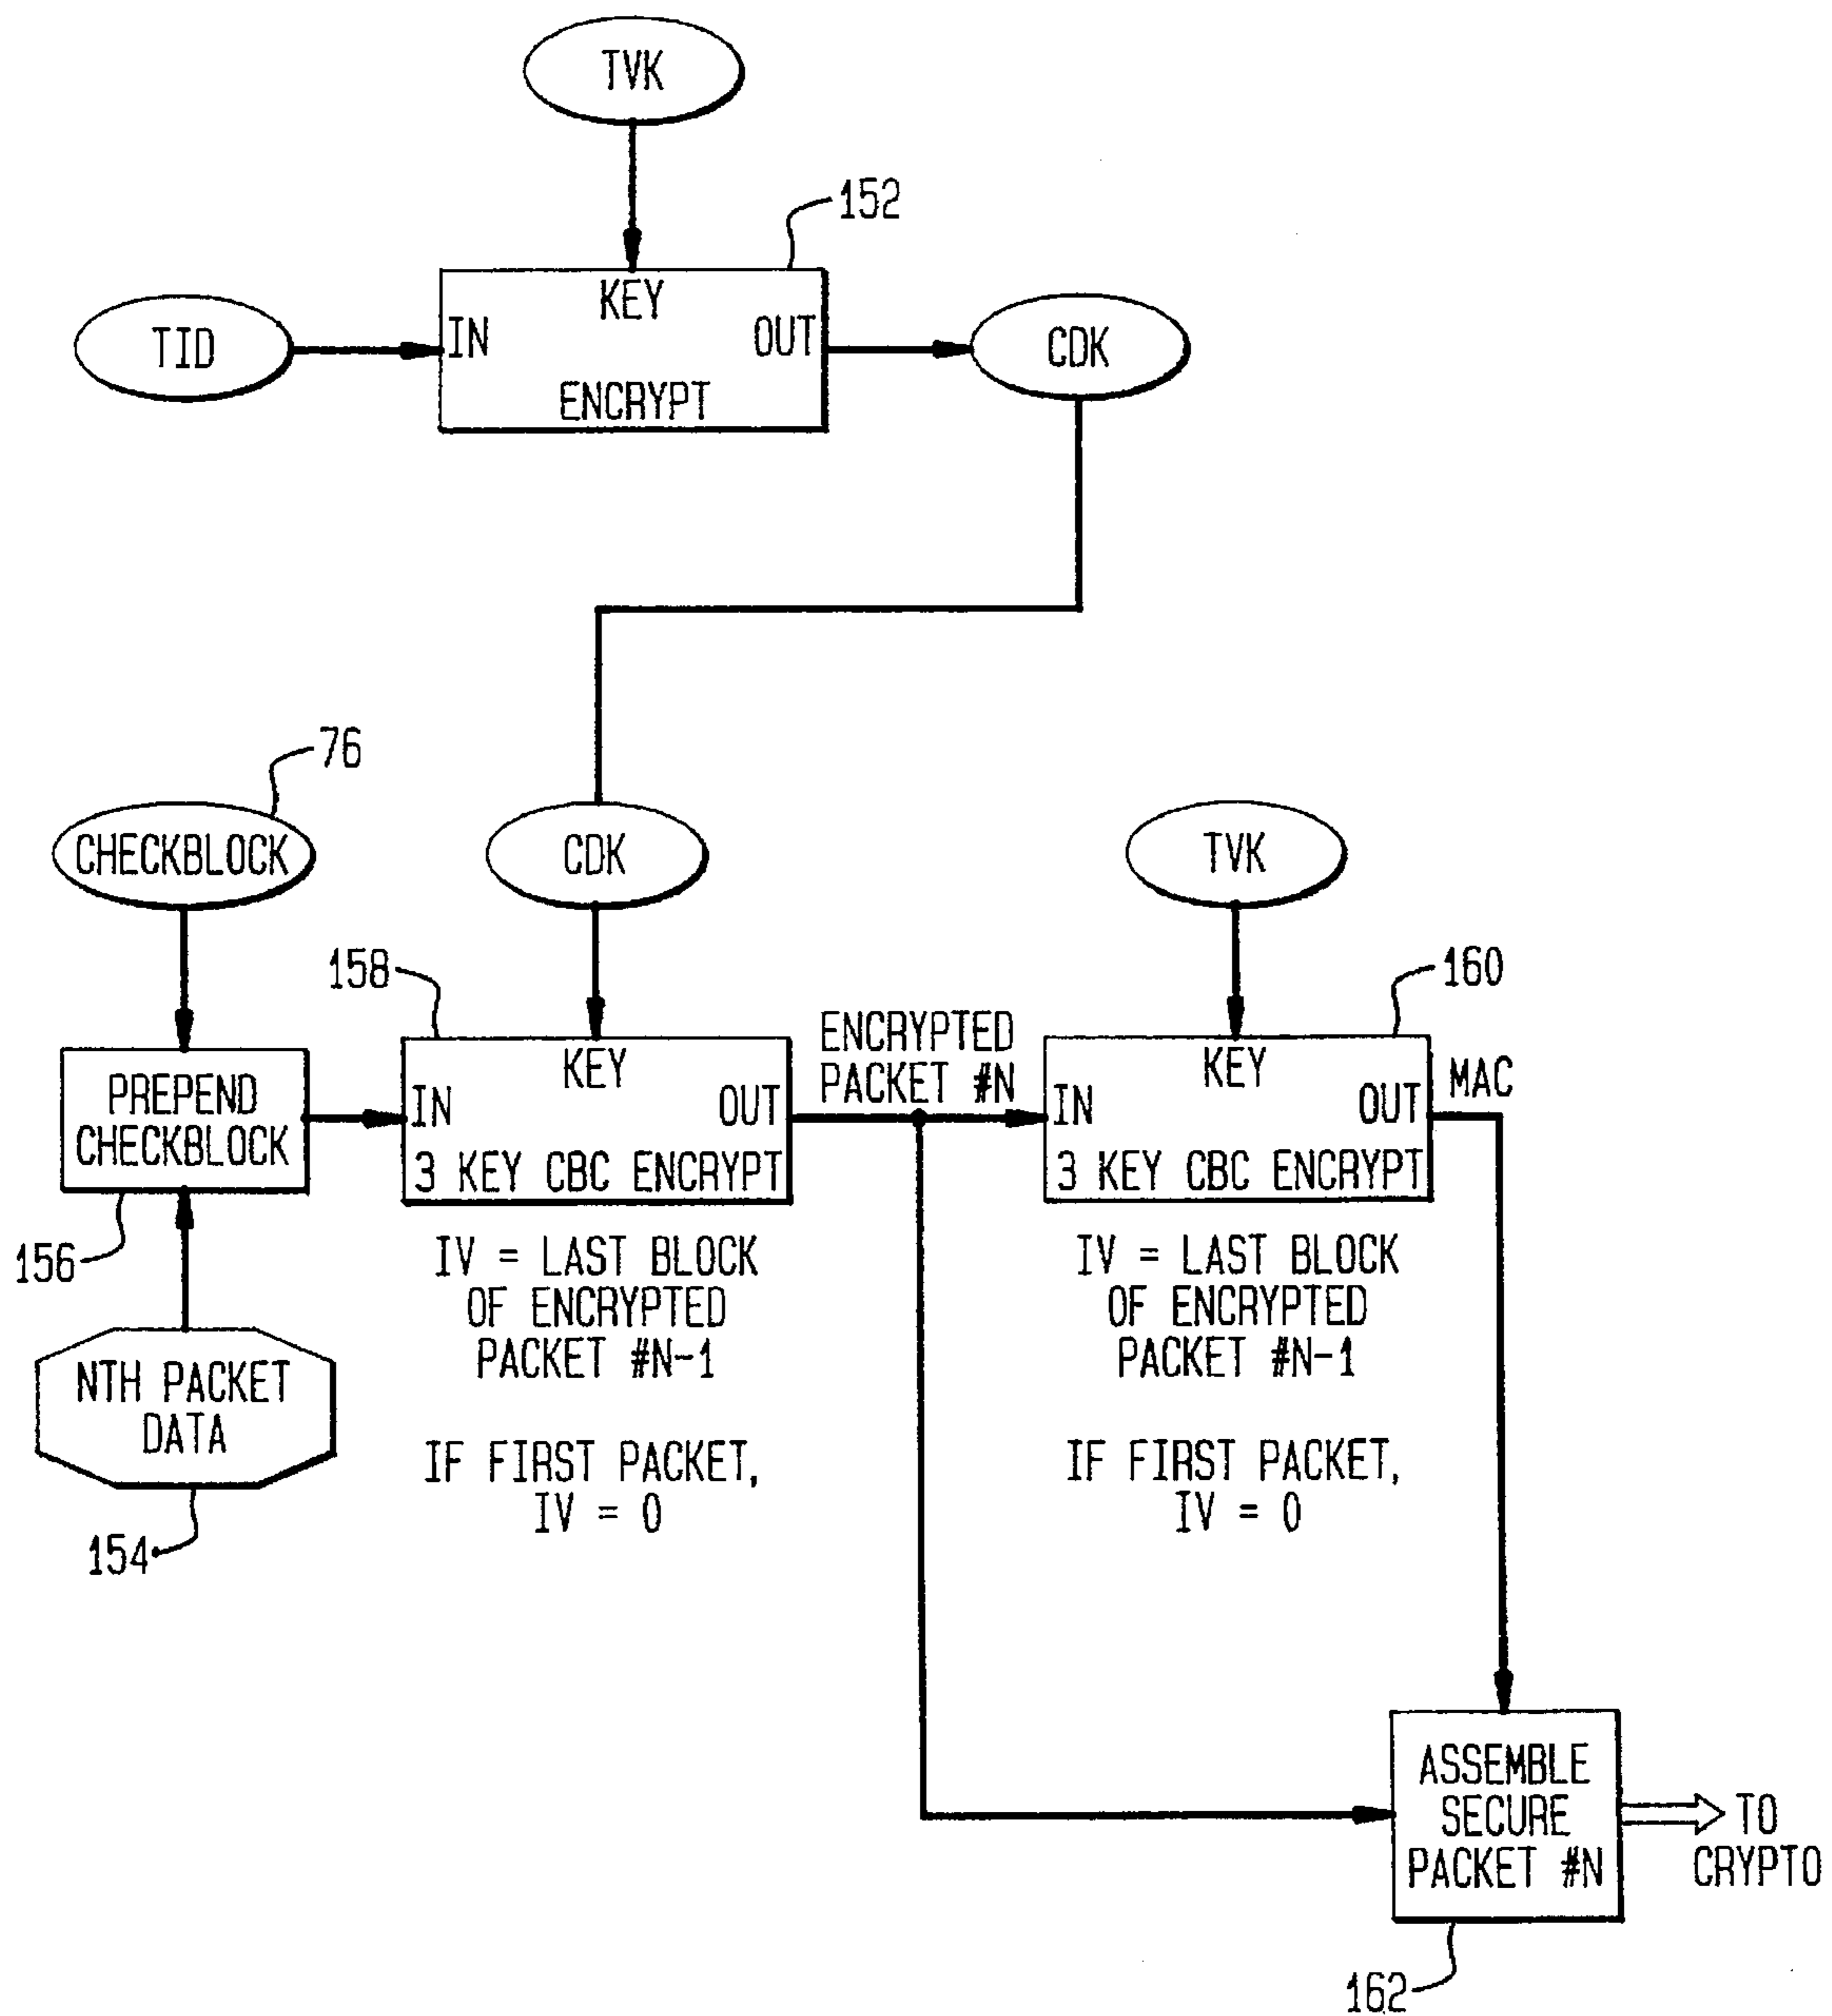 TVK
152
KEY
TID
IN
OUT
CDK
ENCRYPT
76
CHECKBLOCK
CDK
TVK
158
160
ENCRYPTED
PACKET #N
MAC
PREPEND
CHECKBLOCK
KEY
IN
OUT
3 KEY CBC ENCRYPT
KEY
IN
OUT
3 KEY CBC ENCRYPT
156
IV = LAST BLOCK
OF ENCRYPTED
PACKET #N-1
IF FIRST PACKET,
IV = 0
IV = LAST BLOCK
OF ENCRYPTED
PACKET #N-1
IF FIRST PACKET,
IV = 0
NTH PACKET
DATA
154
ASSEMBLE
SECURE
PACKET #N
TO
CRYPTO
162